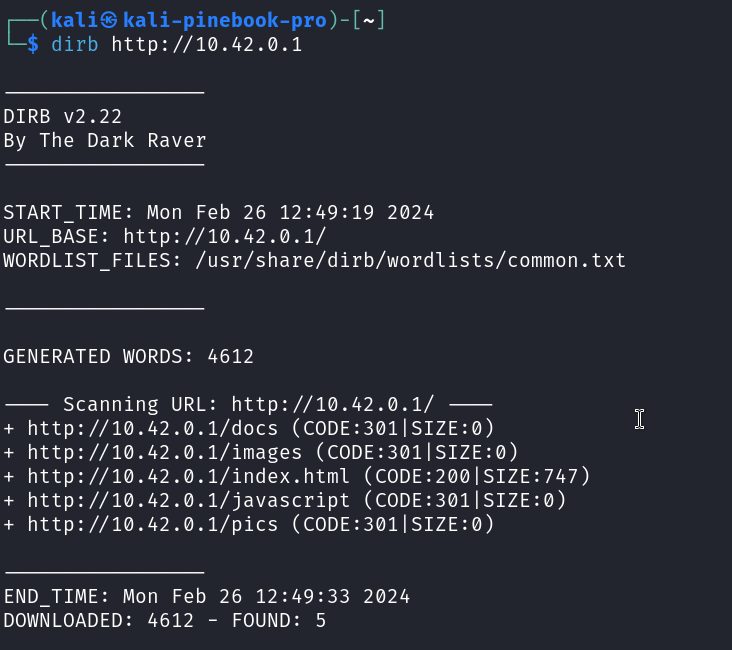 ┌──(kali㉿kali-pinebook-pro)-[~]
└─$ dirb http://10.42.0.1
-----------------
DIRB v2.22
By The Dark Raver
-----------------
START_TIME: Mon Feb 26 12:49:19 2024
URL_BASE: http://10.42.0.1/
WORDLIST_FILES: /usr/share/dirb/wordlists/common.txt
-----------------
GENERATED WORDS: 4612
---- Scanning URL: http://10.42.0.1/ ----
+ http://10.42.0.1/docs (CODE:301|SIZE:0)
+ http://10.42.0.1/images (CODE:301|SIZE:0)
+ http://10.42.0.1/index.html (CODE:200|SIZE:747)
+ http://10.42.0.1/javascript (CODE:301|SIZE:0)
+ http://10.42.0.1/pics (CODE:301|SIZE:0)
-----------------
END_TIME: Mon Feb 26 12:49:33 2024
DOWNLOADED: 4612 - FOUND: 5